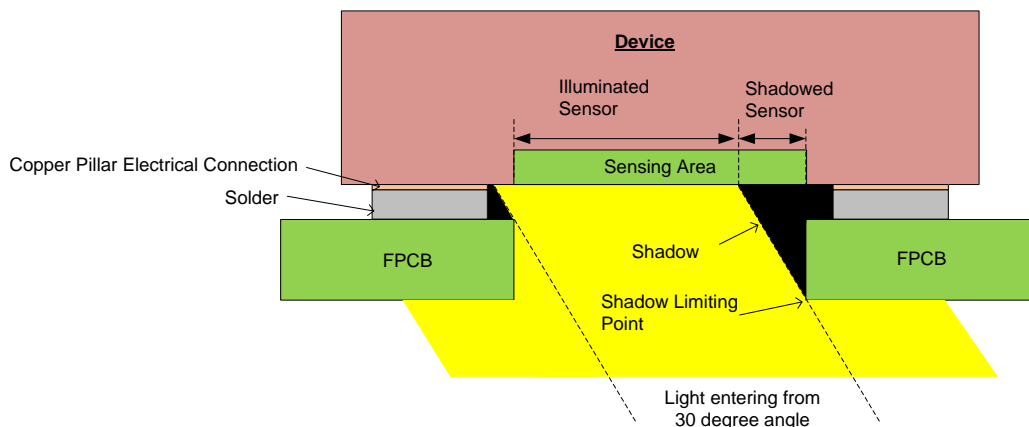 Device
Illuminated
Sensor
Shadowed
Sensor
Copper Pillar Electrical Connection
Sensing Area
Solder
FPCB
Shadow
FPCB
Shadow Limiting
Point
Light entering from
30 degree angle